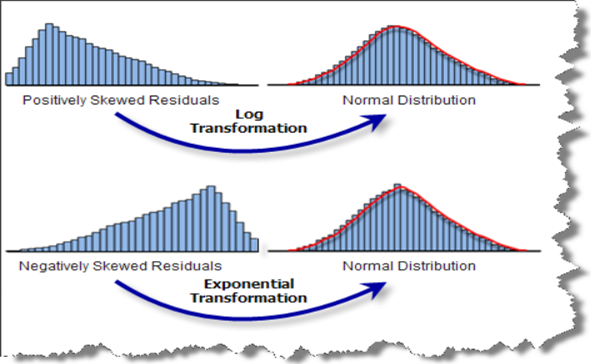 Positively Skewed Residuals
Normal Distribution
Log
Transformation
Negatively Skewed Residuals
Normal Distribution
Exponential
Transformation